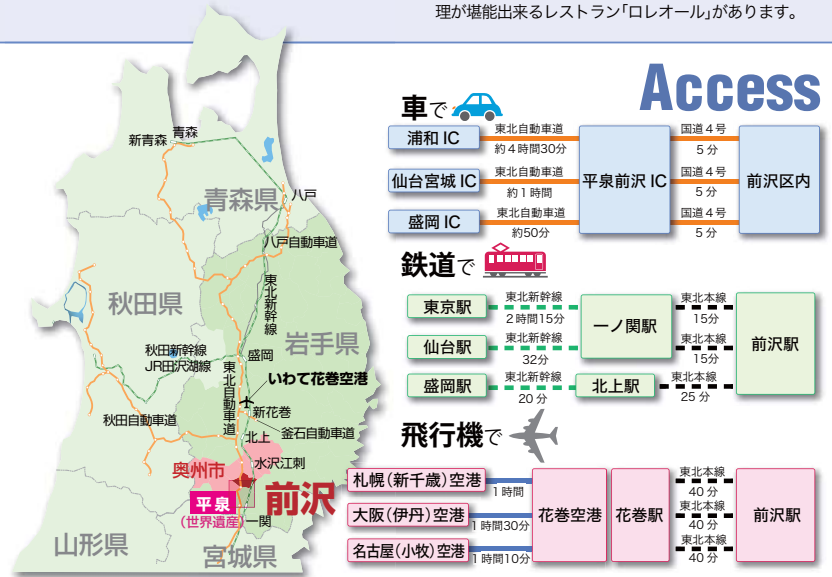 理が堪能出来るレストラン「ロレオール」があります。
Access
車で
浦和 IC
東北自動車道
約4時間30分
仙台宮城 IC
東北自動車道
約1時間
盛岡 IC
東北自動車道
約50分
平泉前沢 IC
国道4号
5分
国道4号
5分
国道4号
5分
前沢区内
鉄道で
東京駅
東北新幹線
2時間15分
仙台駅
東北新幹線
32分
一ノ関駅
東北本線
15分
東北本線
15分
盛岡駅
東北新幹線
20分
北上駅
東北本線
25分
前沢駅
飛行機で
札幌(新千歳)空港
1時間
大阪(伊丹)空港
1時間30分
名古屋(小牧)空港
1時間10分
花巻空港
花巻駅
東北本線
40分
東北本線
40分
東北本線
40分
前沢駅
新青森
青森
青森県
八戸
八戸自動車道
東北新幹線
秋田県
岩手県
秋田新幹線
JR田沢湖線
盛岡
東北自動車道
いわて花巻空港
秋田自動車道
新花巻
釜石自動車道
北上
水沢江刺
奥州市
前沢
平泉
(世界遺産)
一関
山形県
宮城県